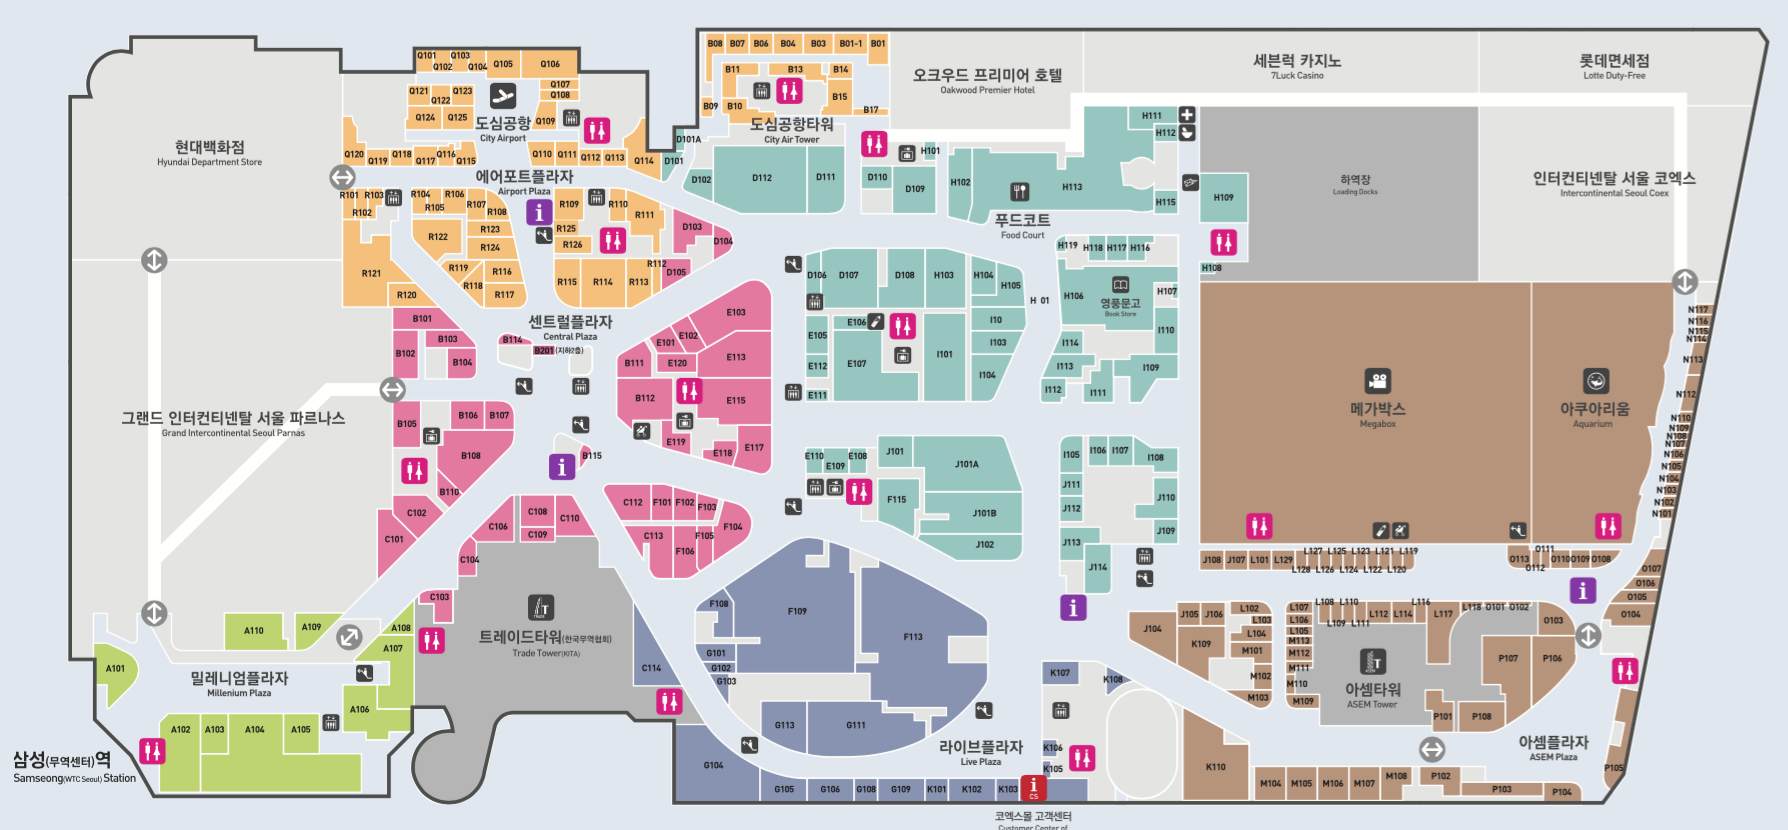 현대백화점
Hyundai Department Store
Q101
Q103
Q102
Q104
Q105
Q106
Q107
Q108
Q121
Q123
Q122
Q124
Q125
Q109
도심공항
City Airport
Q120
Q119
Q118
Q117
Q116
Q115
Q110
Q111
Q112
Q113
Q114
D101A
D101
에어포트플라자
Airport Plaza
B08
B07
B06
B04
B03
B01-1
B01
B11
B13
B14
B15
B09
B10
B17
도심공항타워
City Air Tower
오크우드 프리미어 호텔
Oakwood Premier Hotel
세븐럭 카지노
7Luck Casino
롯데면세점
Lotte Duty-Free
H111
H112
D102
D112
D111
D110
D109
H101
H102
H113
H115
H109
푸드코트
Food Court
하역장
Loading Docks
인터컨티넨탈 서울 코엑스
Intercontinental Seoul Coex
R101
R103
R102
R104
R106
R105
R107
R108
R109
R110
R111
R125
R126
R122
R123
R124
R121
R119
R116
R118
R117
R120
R115
R114
R113
R112
D103
D104
D105
센트럴플라자
Central Plaza
B101
B103
B102
B104
B114
B201(지하2층)
E103
E102
E101
E113
B111
E120
B112
E115
E119
E118
E117
D106
D107
D108
H103
H104
H105
H 01
E105
E106
E107
E112
E111
I101
I10
I103
I104
H119
H118
H117
H116
H108
H106
H107
영풍문고
Book Store
I110
I114
I113
I109
I112
I111
메가박스
Megabox
아쿠아리움
Aquarium
N117
N116
N115
N114
N113
N112
N110
N109
N108
N107
N106
N105
N104
N103
N102
N101
그랜드 인터컨티넨탈 서울 파르나스
Grand Intercontinental Seoul Parnas
B105
B106
B107
B108
B110
B115
C102
C101
C106
C108
C109
C110
C104
C103
C112
F101
F102
F103
F104
C113
F105
F106
E110
E109
E108
J101
J101A
F115
J101B
J102
I105
I106
I107
I108
J111
J112
J110
J109
J113
J114
J108
J107
L101
L129
L127
L125
L123
L121
L119
L128
L126
L124
L122
L120
O113
O111
O112
O110
O109
O108
O107
O106
O105
O104
A110
A109
A108
A107
A101
밀레니엄플라자
Millenium Plaza
A106
A102
A103
A104
A105
삼성(무역센터)역
Samseong(WTC Seoul) Station
트레이드타워(한국무역협회)
Trade Tower(KITA)
C114
F108
F109
F113
G101
G102
G103
G113
G111
G104
라이브플라자
Live Plaza
G105
G106
G108
G109
K101
K102
K103
CS
코엑스몰 고객센터
Customer Center of
K107
K108
K106
K105
J104
J105
J106
K109
L102
L103
L104
M101
M102
M103
L107
L106
L105
M113
M112
M111
M110
M109
L108
L110
L109
L111
L112
L114
L116
L117
L118
O101
O102
O103
아셈타워
ASEM Tower
P107
P106
P101
P108
아셈플라자
ASEM Plaza
K110
M104
M105
M106
M107
M108
P102
P103
P104
P105